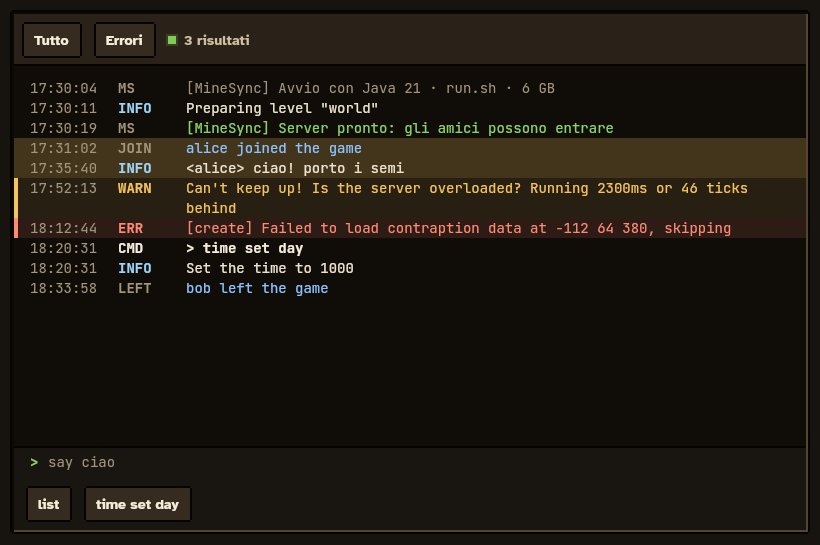 Tutto Errori 3 risultati
17:30:04 MS [MineSync] Avvio con Java 21 · run.sh · 6 GB
17:30:11 INFO Preparing level "world"
17:30:19 MS [MineSync] Server pronto: gli amici possono entrare
17:31:02 JOIN alice joined the game
17:35:40 INFO <alice> ciao! porto i semi
17:52:13 WARN Can't keep up! Is the server overloaded? Running 2300ms or 46 ticks
behind
18:12:44 ERR [create] Failed to load contraption data at -112 64 380, skipping
18:20:31 CMD > time set day
18:20:31 INFO Set the time to 1000
18:33:58 LEFT bob left the game
> say ciao
list time set day